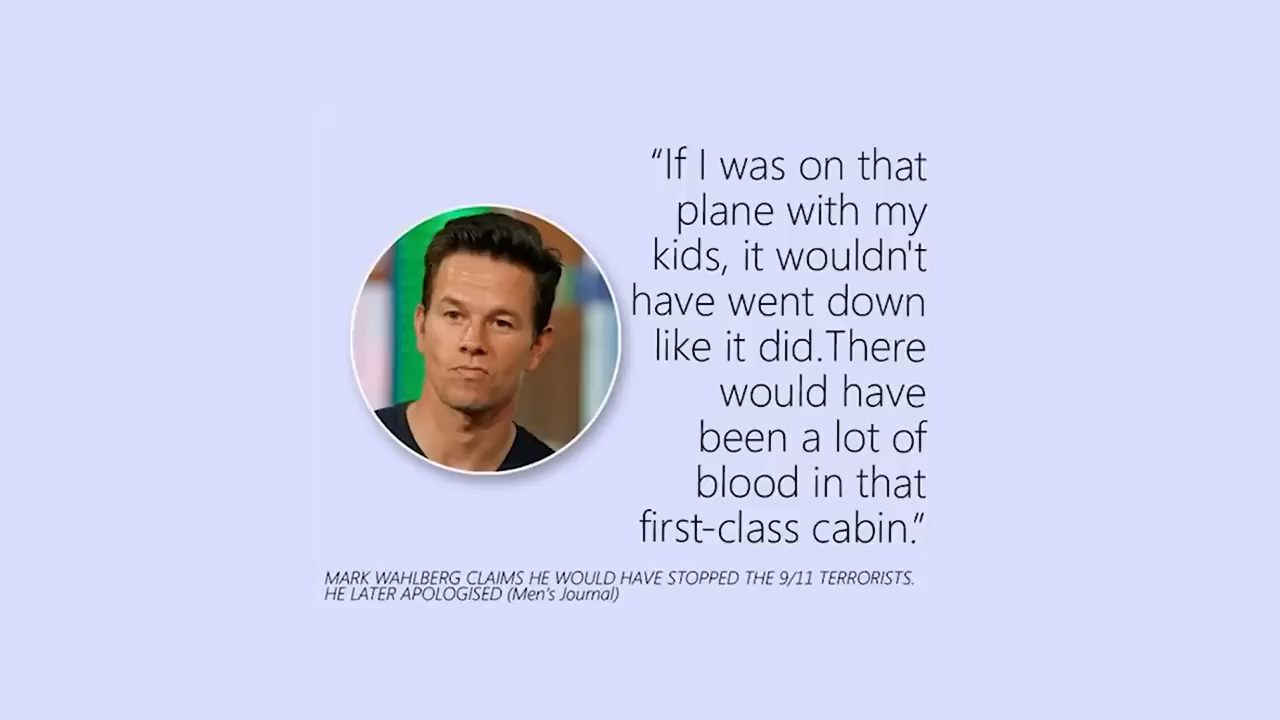 “If I was on that
plane with my
kids, it wouldn't
have went down
like it did.There
would have
been a lot of
blood in that
first-class cabin.”
MARK WAHLBERG CLAIMS HE WOULD HAVE STOPPED THE 9/11 TERRORISTS.
HE LATER APOLOGISED (Men's Journal)